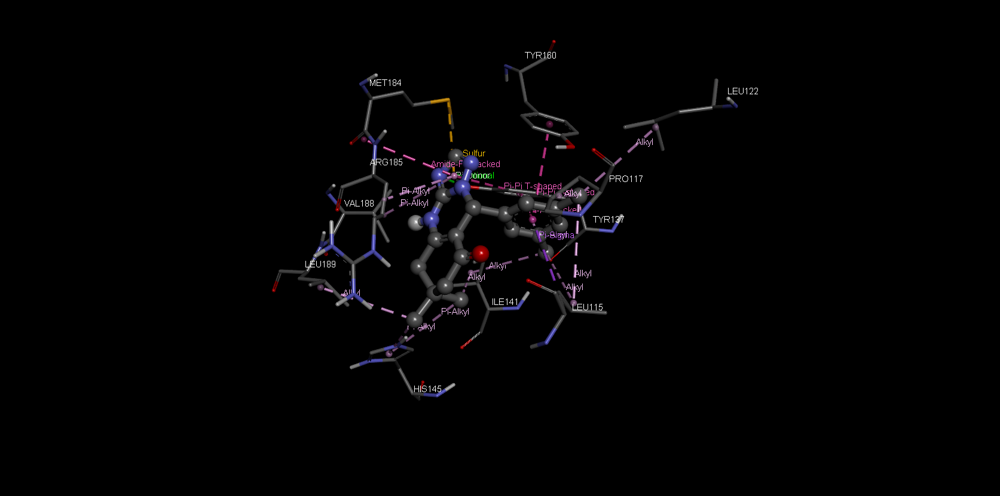 TYR160
MET184
LEU122
Alkyl
Sulfur
ARG185
PRO117
Pi-Pi T-shaped
Pi-Alkyl
Alkyl
Pi-Alkyl
VAL188
TYR137
LEU189
Alkyl
Alkyl
Alkyl
Alkyl
Alkyl
ILE141
LEU115
Pi-Alkyl
HIS145